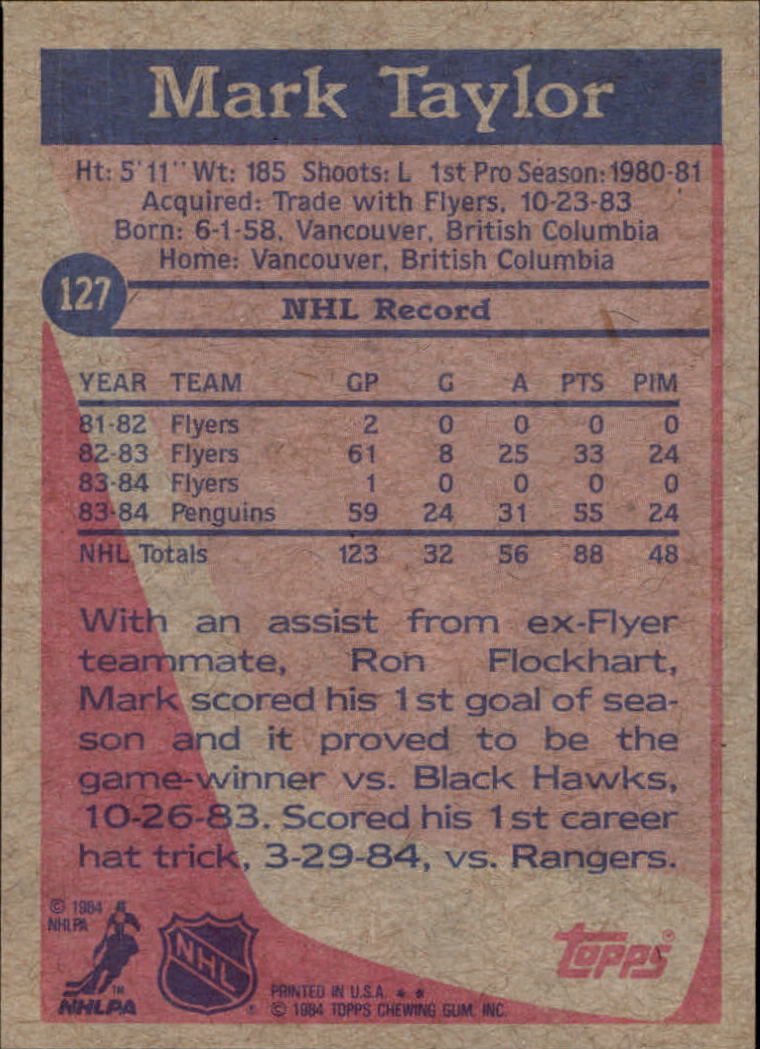 Mark Taylor
Ht: 5'11" Wt: 185 Shoots: L 1st Pro Season: 1980-81
Acquired: Trade with Flyers, 10-23-83
Born: 6-1-58, Vancouver, British Columbia
Home: Vancouver, British Columbia
127
NHL Record
YEAR TEAM GP G A PTS PIM
81-82 Flyers 2 0 0 0 0
82-83 Flyers 61 8 25 33 24
83-84 Flyers 1 0 0 0 0
83-84 Penguins 59 24 31 55 24
NHL Totals 123 32 56 88 48
With an assist from ex-Flyer
teammate, Ron Flockhart,
Mark scored his 1st goal of sea-
son and it proved to be the
game-winner vs. Black Hawks,
10-26-83. Scored his 1st career
hat trick, 3-29-84, vs. Rangers.
© 1984
NHLPA
NHL
TM
NHLPA
topps®
PRINTED IN U.S.A. * *
© 1984 TOPPS CHEWING GUM, INC.